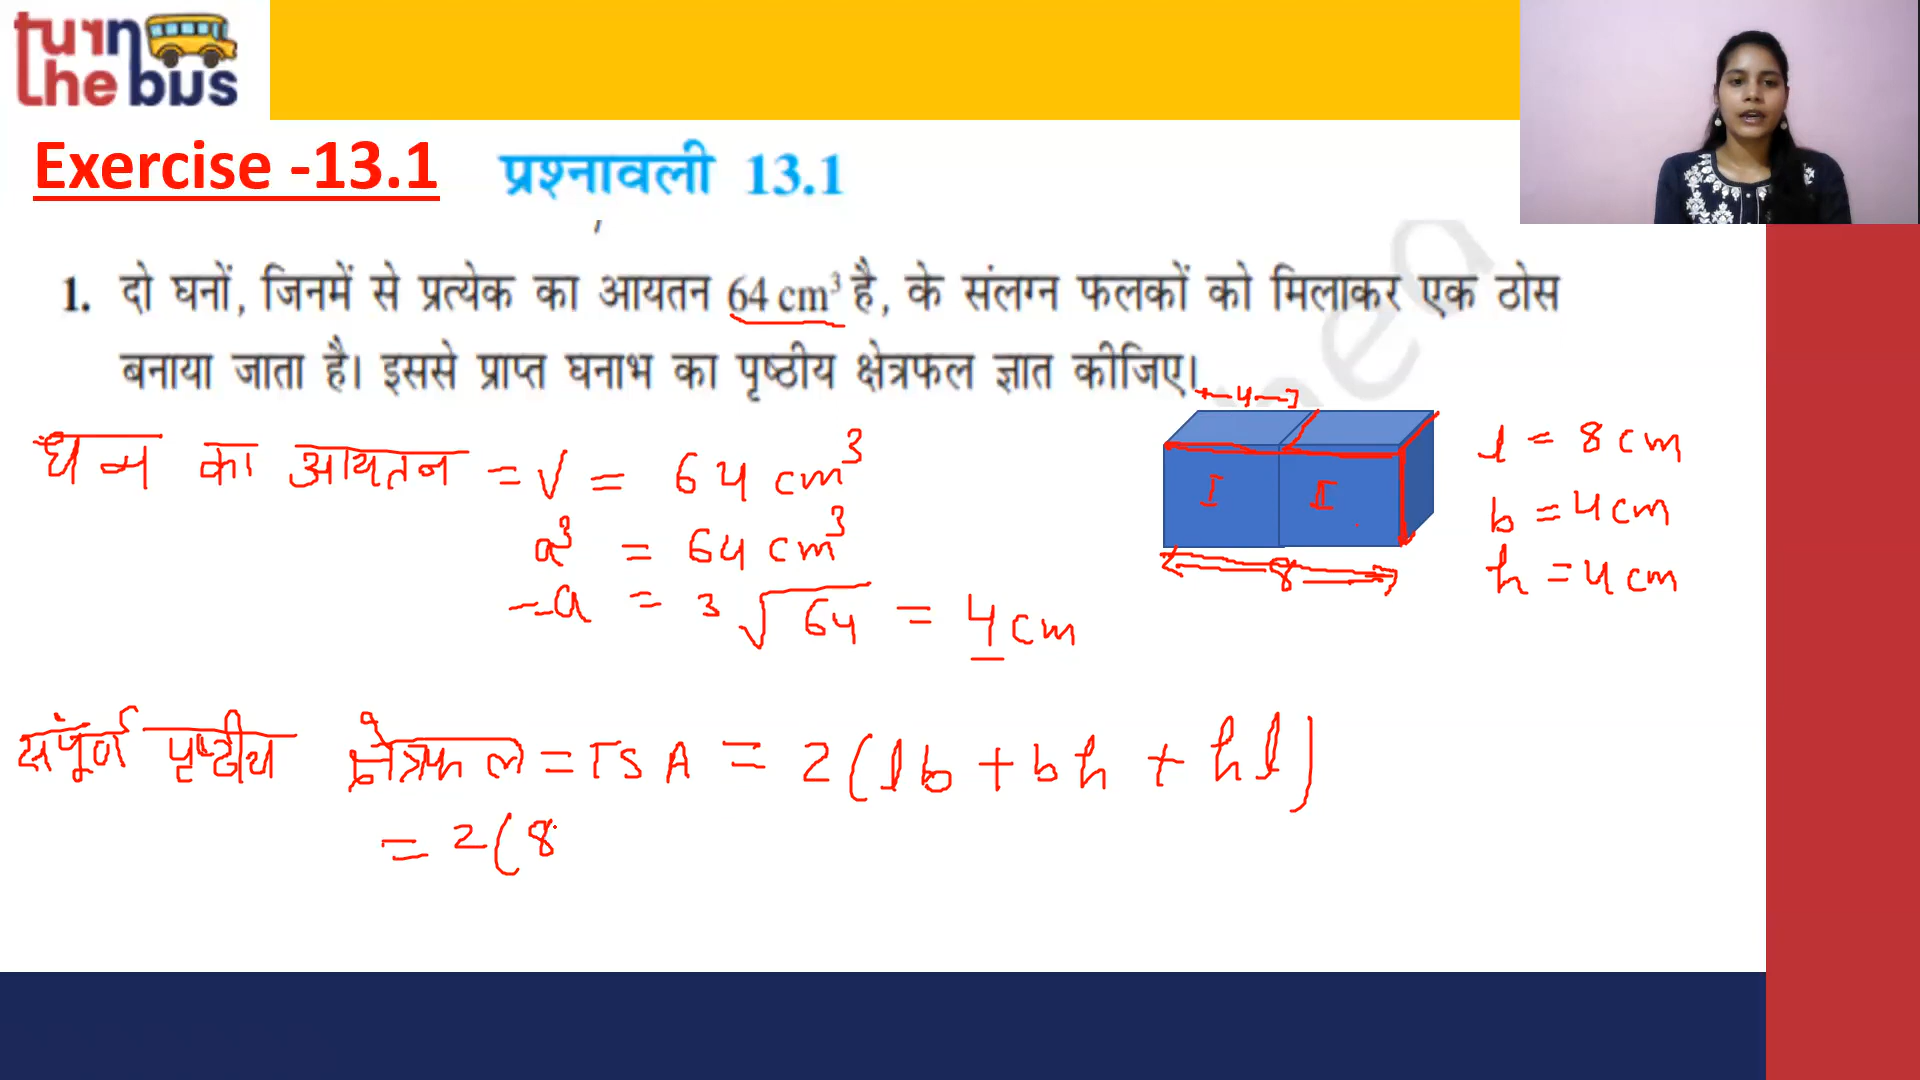 turn
the bus
Exercise -13.1 प्रश्नावली 13.1
1. दो घनों, जिनमें से प्रत्येक का आयतन 64 cm³ है, के संलग्न फलकों को मिलाकर एक ठोस
बनाया जाता है। इससे प्राप्त घनाभ का पृष्ठीय क्षेत्रफल ज्ञात कीजिए।
4
I II
8
l = 8 cm
b = 4 cm
h = 4 cm
घन का आयतन = V = 64 cm³
a³ = 64 cm³
a = ³√64 = 4 cm
संपूर्ण पृष्ठीय क्षेत्रफल = TSA = 2(lb + bh + hl)
= 2(8